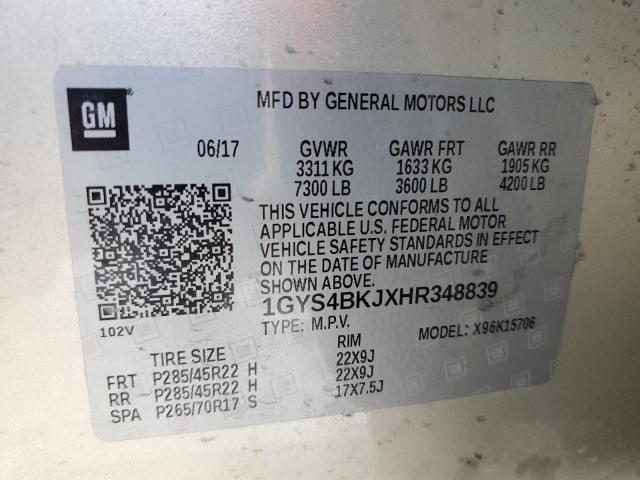 GM
MFD BY GENERAL MOTORS LLC
06/17 GVWR GAWR FRT GAWR RR
3311 KG 1633 KG 1905 KG
7300 LB 3600 LB 4200 LB
THIS VEHICLE CONFORMS TO ALL
APPLICABLE U.S. FEDERAL MOTOR
VEHICLE SAFETY STANDARDS IN EFFECT
ON THE DATE OF MANUFACTURE
SHOWN ABOVE.
1GYS4BKJXHR348839
102V
TYPE: M.P.V. MODEL: X96K15706
TIRE SIZE RIM
FRT P285/45R22 H 22X9J
RR P285/45R22 H 22X9J
SPA P265/70R17 S 17X7.5J